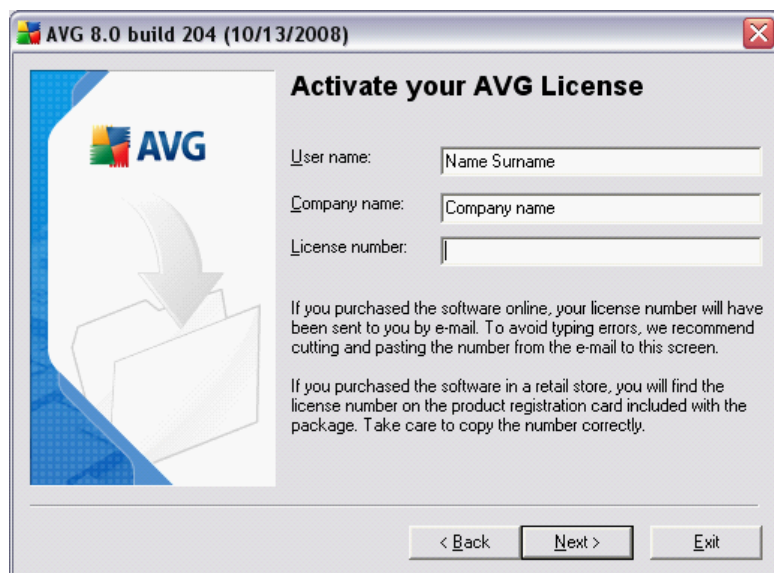 AVG 8.0 build 204 (10/13/2008)
AVG
Activate your AVG License
User name:
Name Surname
Company name:
Company name
License number:
If you purchased the software online, your license number will have
been sent to you by e-mail. To avoid typing errors, we recommend
cutting and pasting the number from the e-mail to this screen.
If you purchased the software in a retail store, you will find the
license number on the product registration card included with the
package. Take care to copy the number correctly.
< Back
Next >
Exit